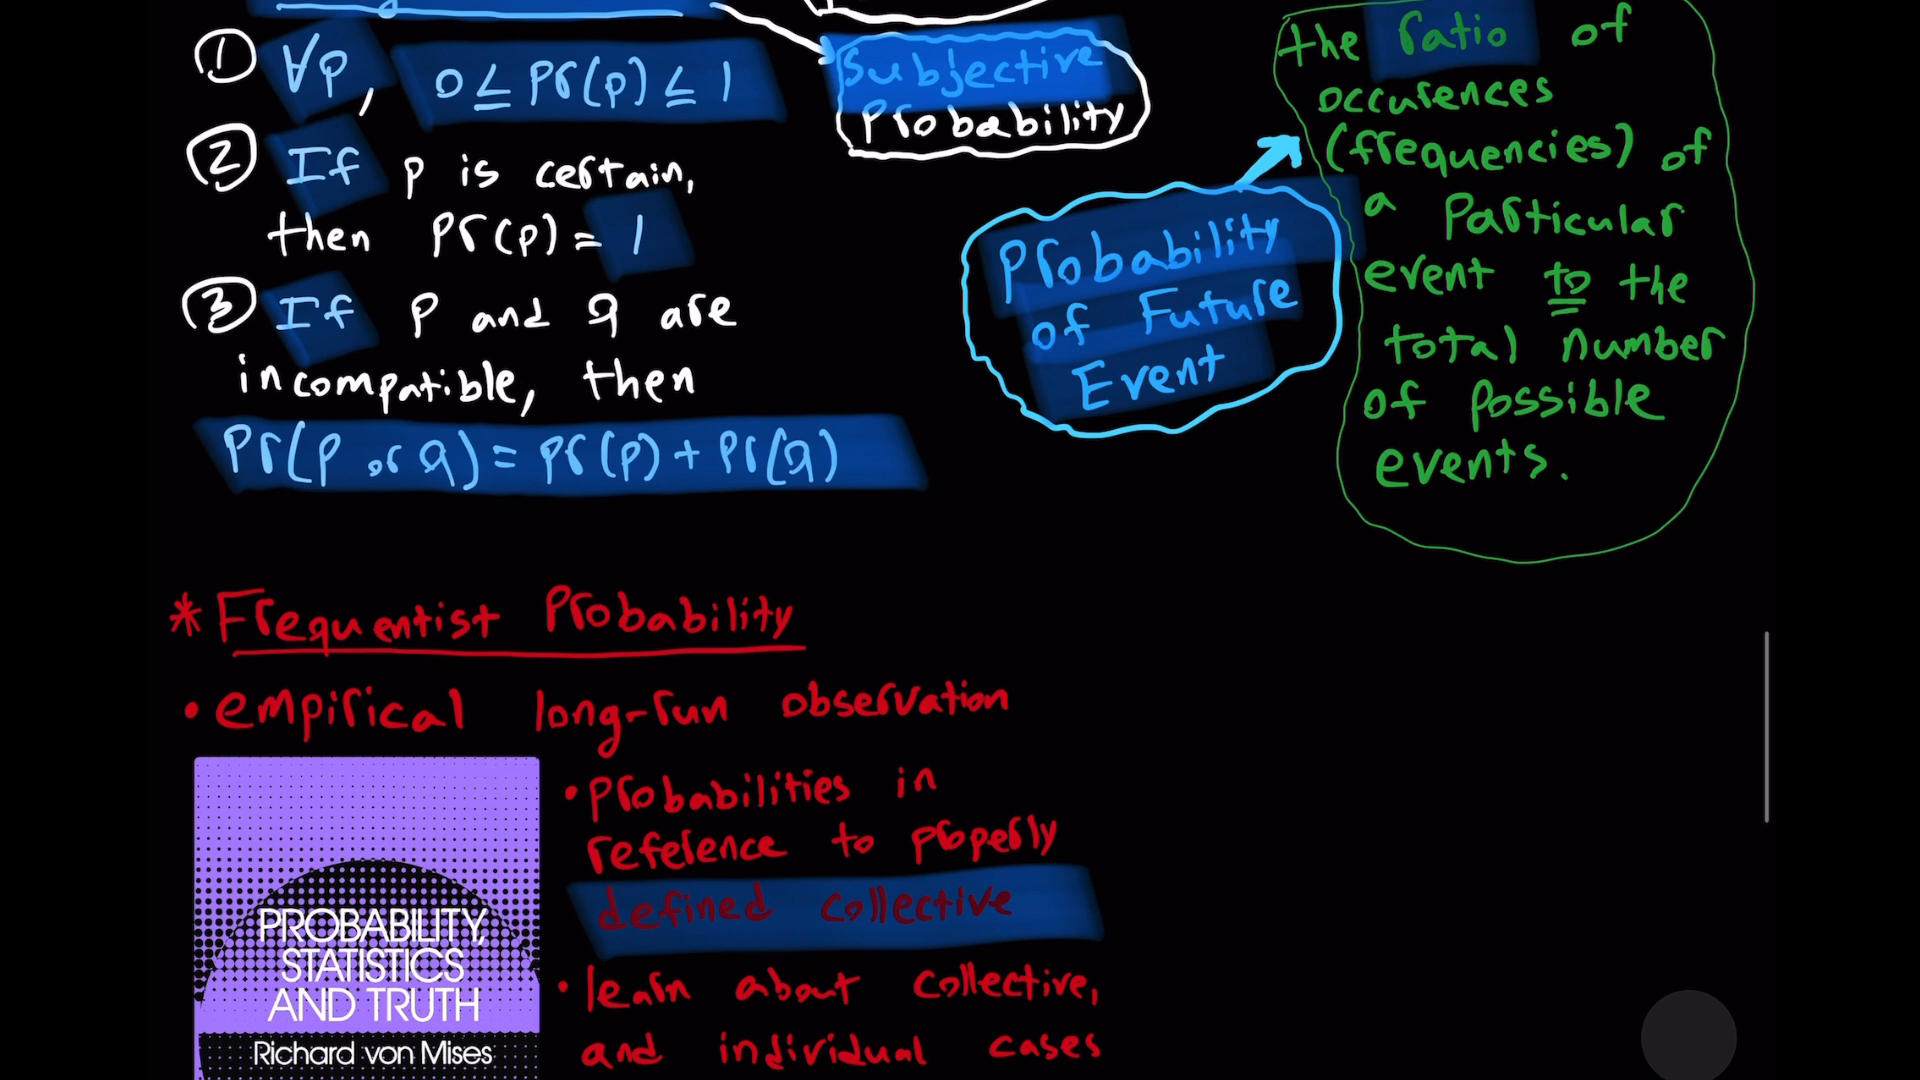 ① ∀p, 0 ≤ Pr(p) ≤ 1
② If p is certain,
then Pr(p) = 1
③ If p and q are
incompatible, then
Pr(p or q) = Pr(p) + Pr(q)
Subjective
Probability
Probability
of Future
Event
the ratio of
occurences
(frequencies) of
a particular
event to the
total number
of possible
events.
* Frequentist Probability
• empirical long-run observation
• probabilities in
reference to properly
defined collective
• learn about collective,
and individual cases
PROBABILITY,
STATISTICS
AND TRUTH
Richard von Mises